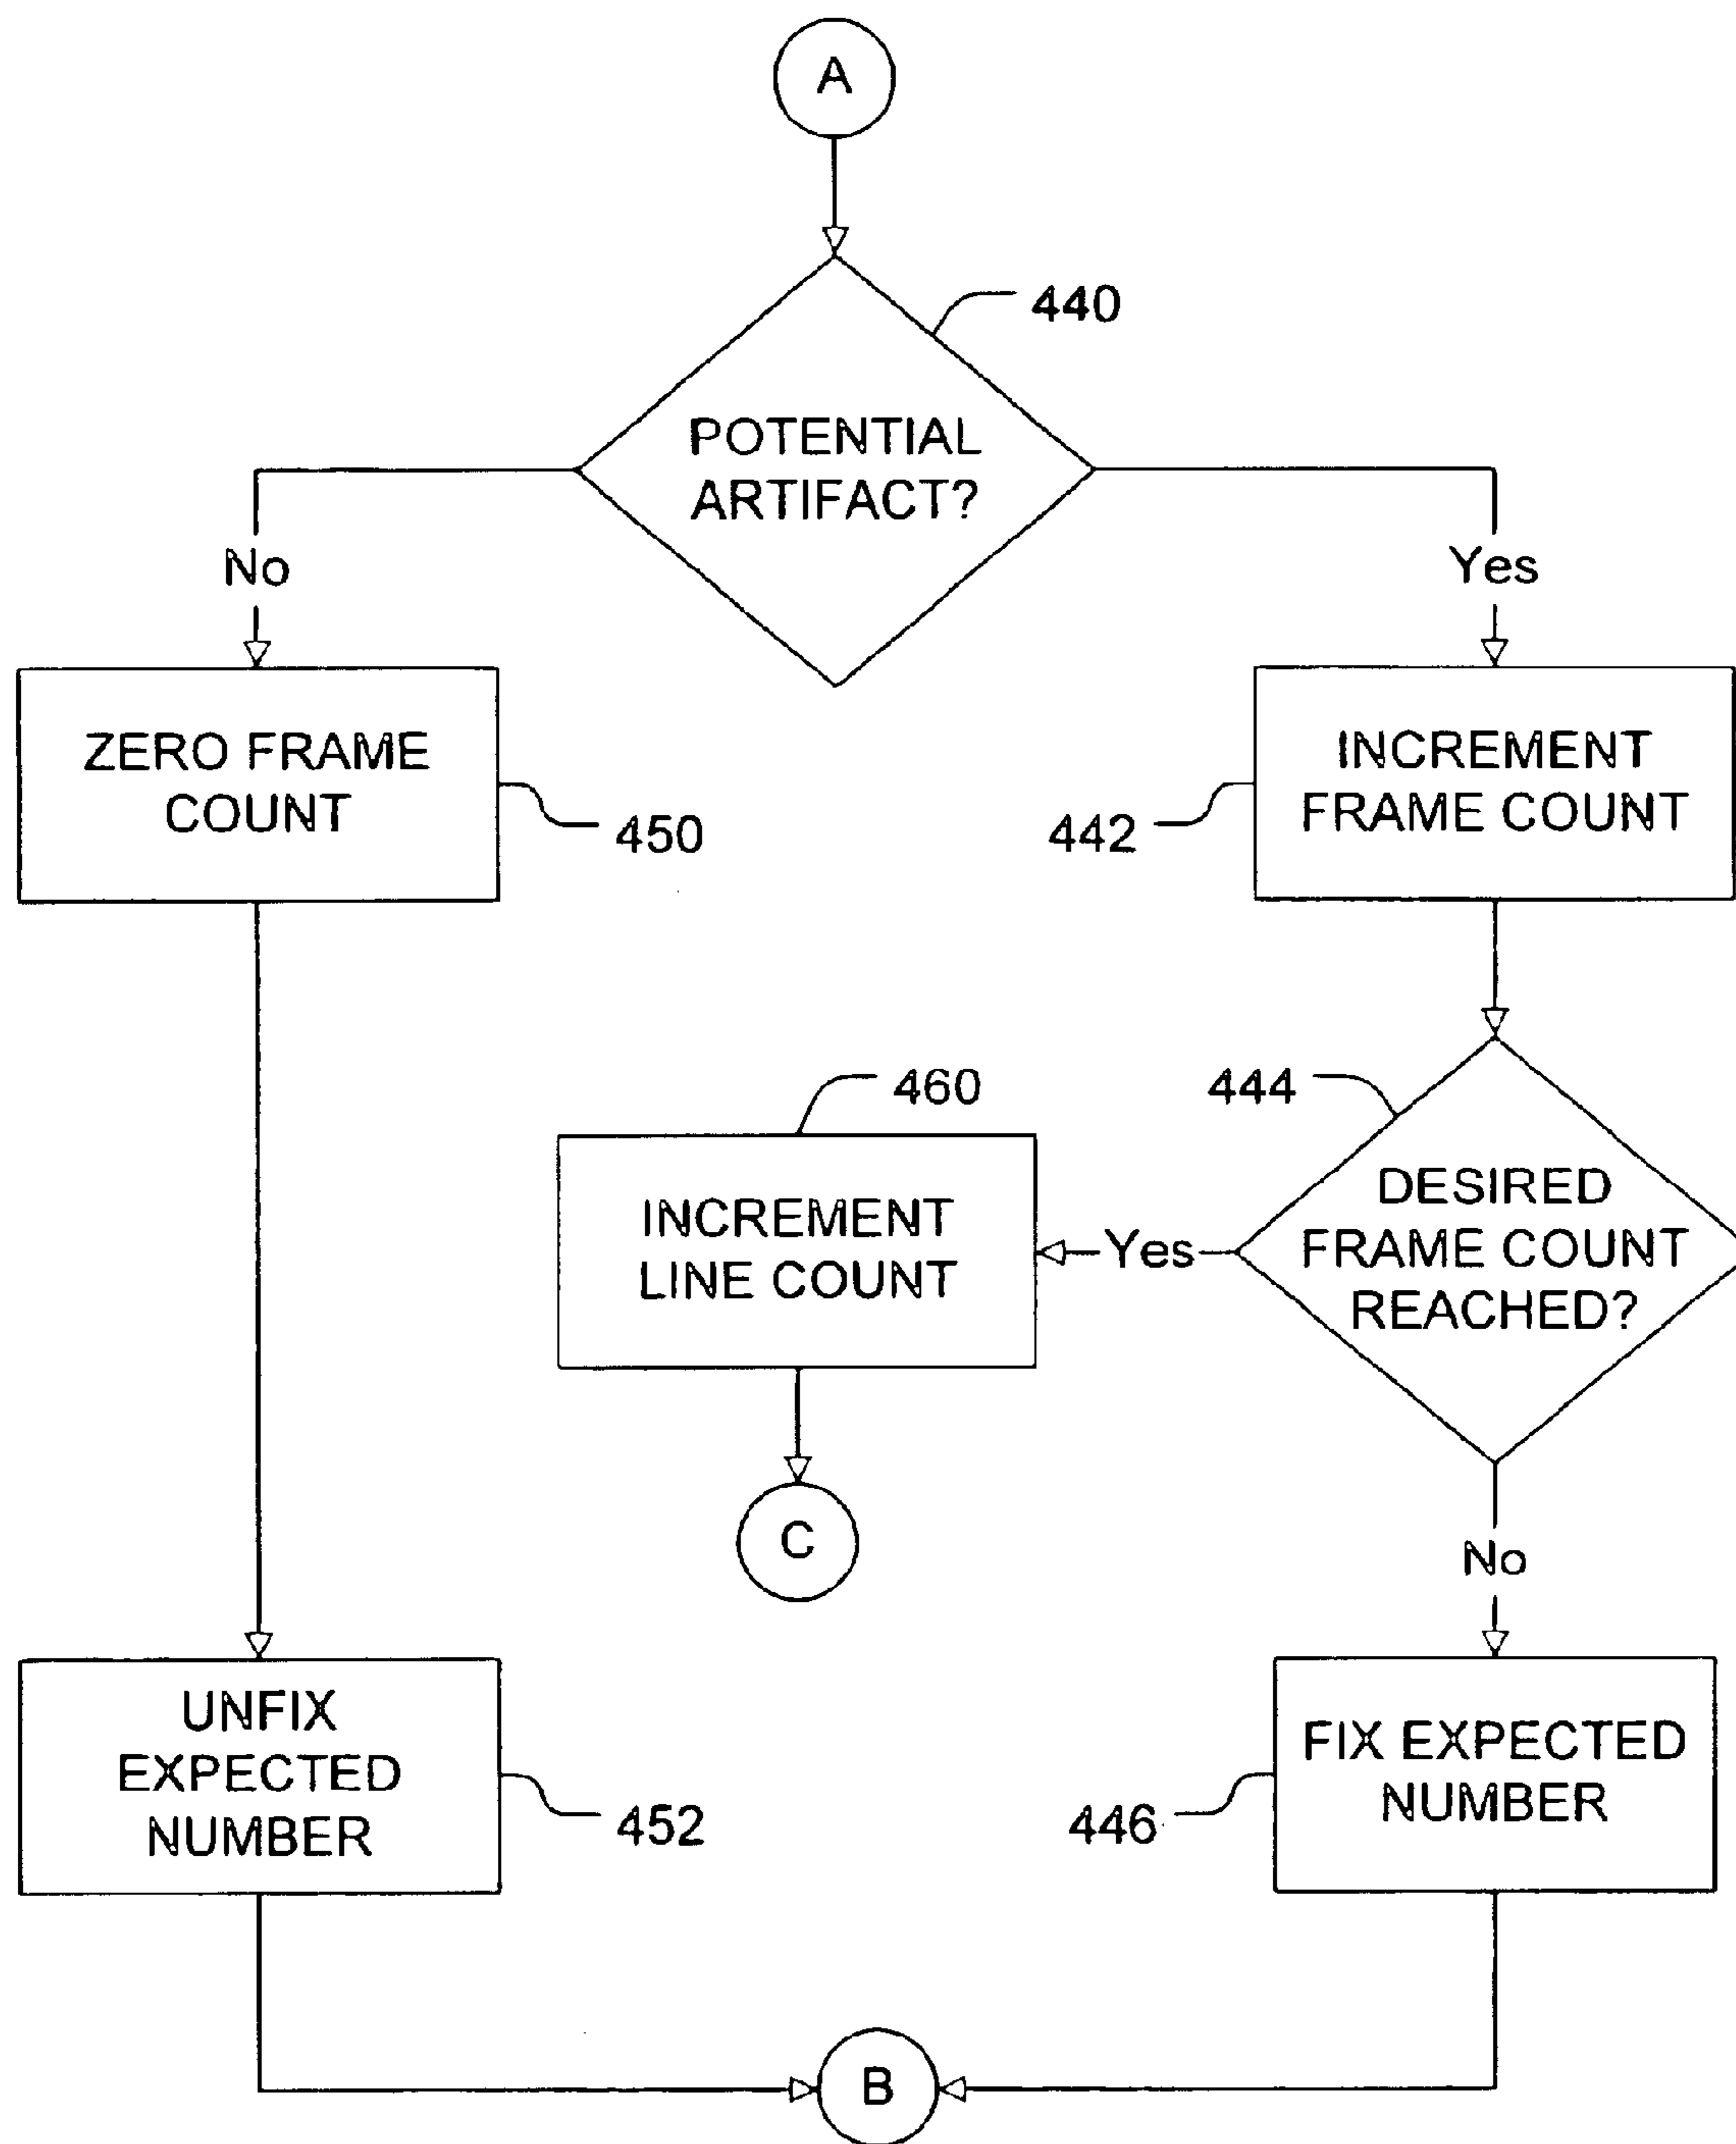 A
440
POTENTIAL
ARTIFACT?
No
Yes
ZERO FRAME
COUNT
450
INCREMENT
FRAME COUNT
442
460
444
INCREMENT
LINE COUNT
Yes
DESIRED
FRAME COUNT
REACHED?
C
No
UNFIX
EXPECTED
NUMBER
452
FIX EXPECTED
NUMBER
446
B